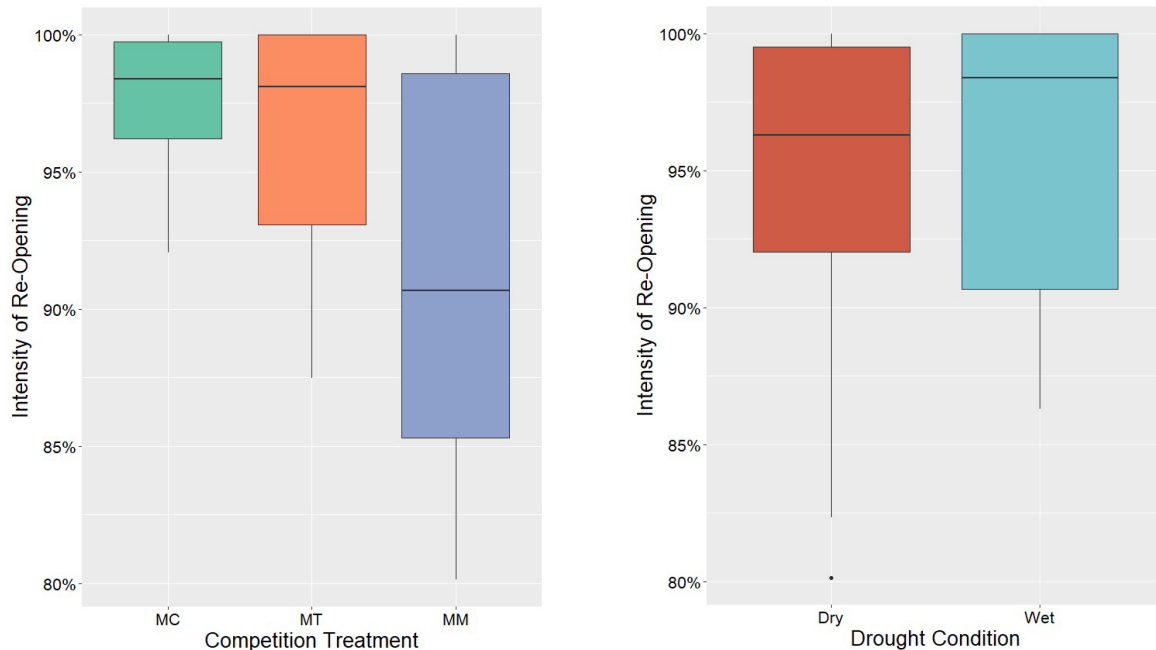 100%
95%
90%
85%
80%
Intensity of Re-Opening
MC
MT
MM
Competition Treatment
100%
95%
90%
85%
80%
Intensity of Re-Opening
Dry
Wet
Drought Condition